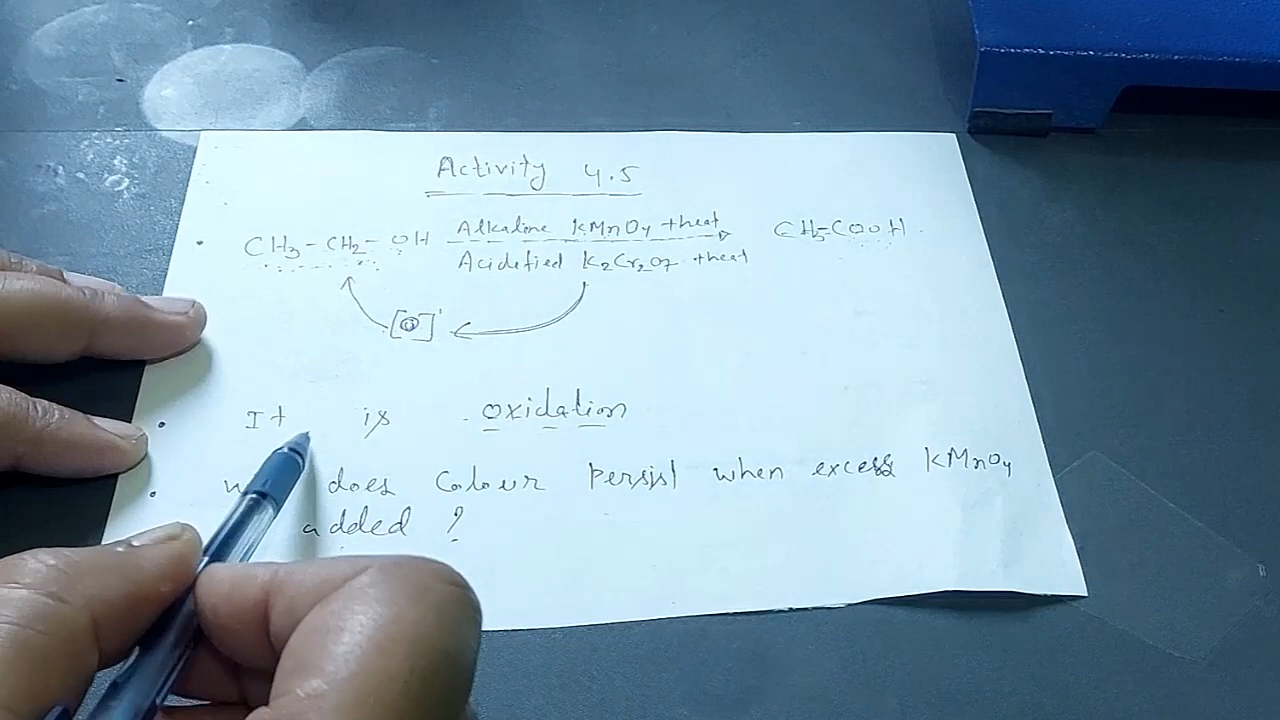 Activity 4.5
CH3-CH2-OH Alkaline KMnO4 +heat CH3-COOH
Acidified K2Cr2O7 +heat
[O]
It is oxidation
does Colour Persist when excess KMnO4
added ?